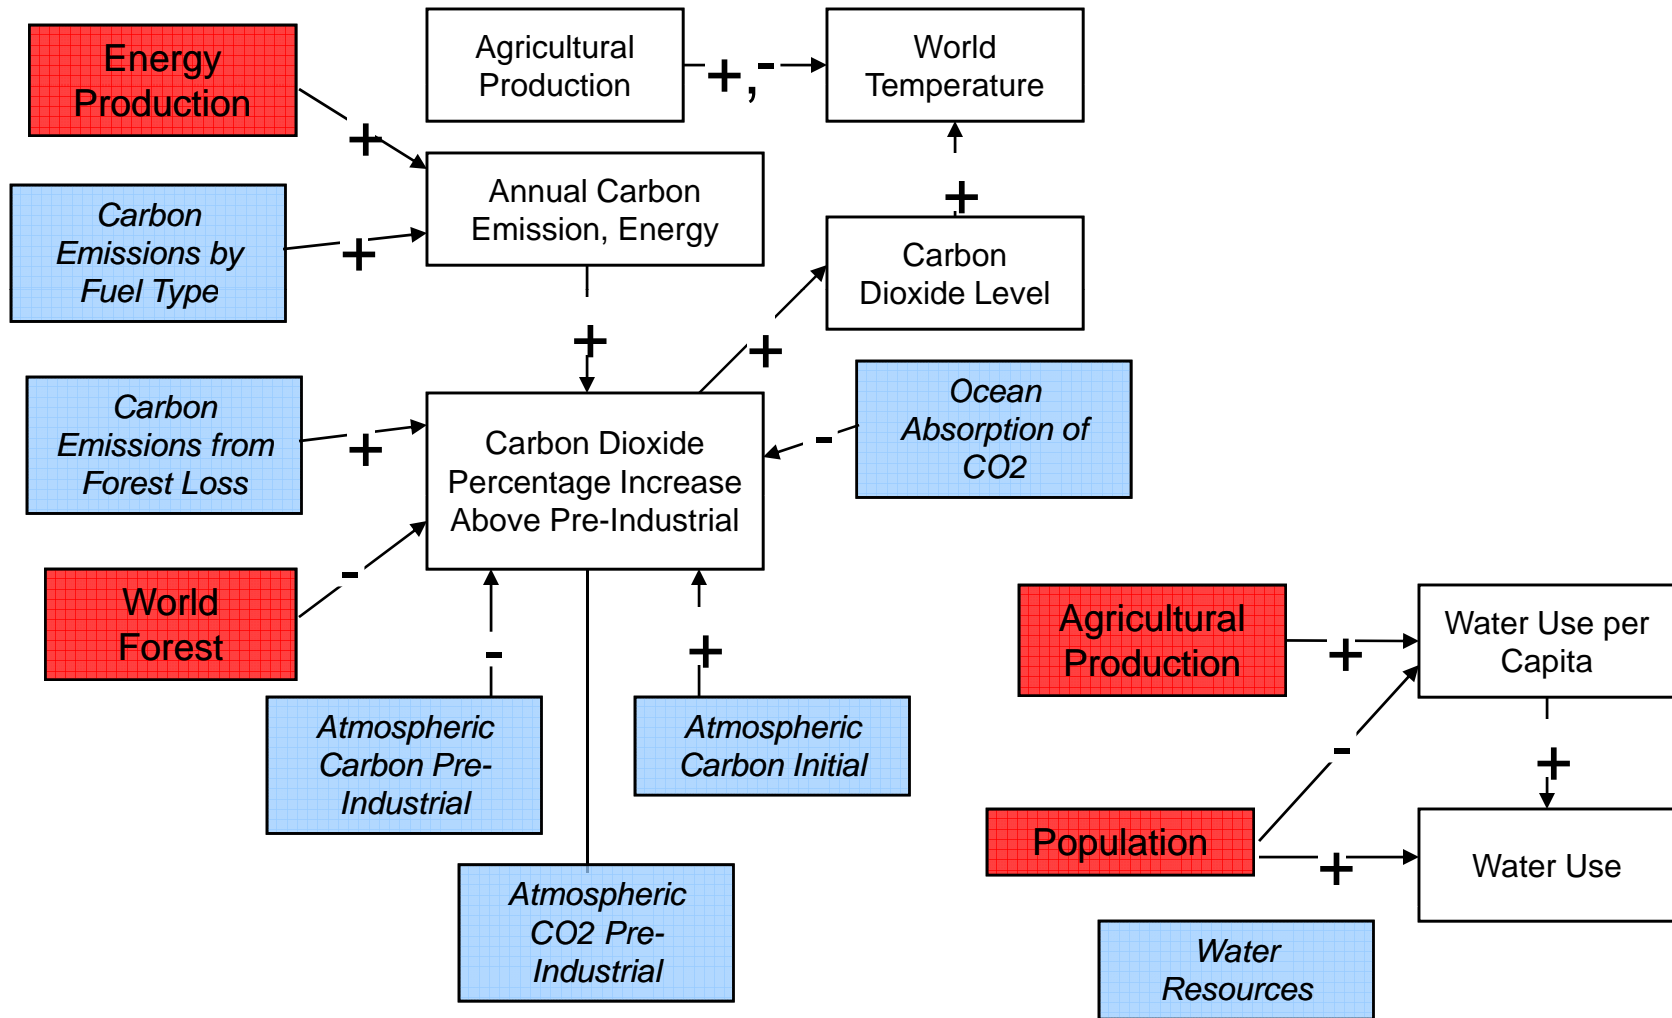 Energy
Production
Agricultural
Production
+,-
World
Temperature
+
Carbon
Emissions by
Fuel Type
+
Annual Carbon
Emission, Energy
+
Carbon
Dioxide Level
+
+
Carbon
Emissions from
Forest Loss
+
Carbon Dioxide
Percentage Increase
Above Pre-Industrial
-
Ocean
Absorption of
CO2
World
Forest
-
-
+
Atmospheric
Carbon Pre-
Industrial
Atmospheric
Carbon Initial
Atmospheric
CO2 Pre-
Industrial
Agricultural
Production
+
Water Use per
Capita
-
+
Population
+
Water Use
Water
Resources